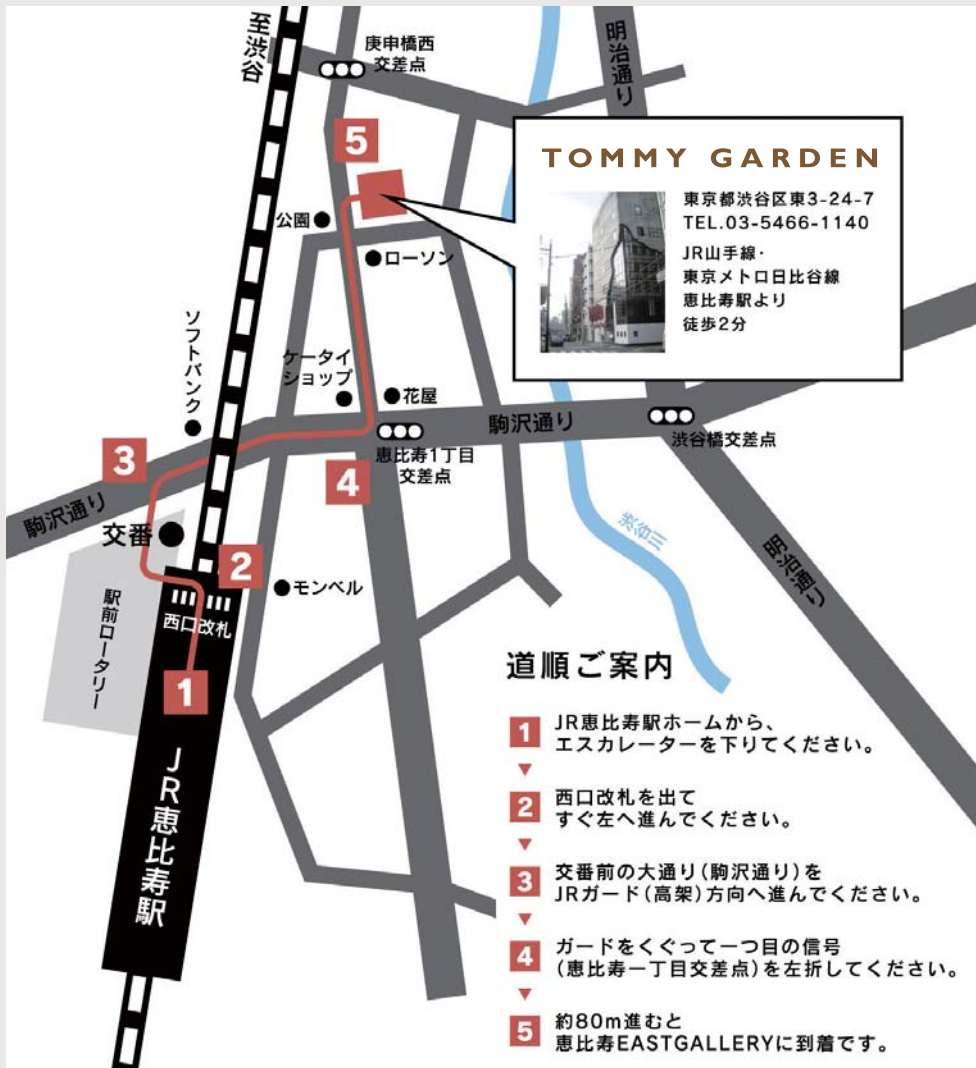 至渋谷
庚申橋西
交差点
明治通り
5
TOMMY GARDEN
東京都渋谷区東3-24-7
TEL.03-5466-1140
JR山手線・
東京メトロ日比谷線
恵比寿駅より
徒歩2分
公園
ローソン
ソフトバンク
ケータイ
ショップ
花屋
駒沢通り
渋谷橋交差点
恵比寿1丁目
交差点
3
4
駒沢通り
交番
2
渋谷川
明治通り
モンベル
駅前ロータリー
西口改札
1
JR恵比寿駅
道順ご案内
1 JR恵比寿駅ホームから、
エスカレーターを下りてください。
2 西口改札を出て
すぐ左へ進んでください。
3 交番前の大通り(駒沢通り)を
JRガード(高架)方向へ進んでください。
4 ガードをくぐって一つ目の信号
(恵比寿一丁目交差点)を左折してください。
5 約80m進むと
恵比寿EASTGALLERYに到着です。